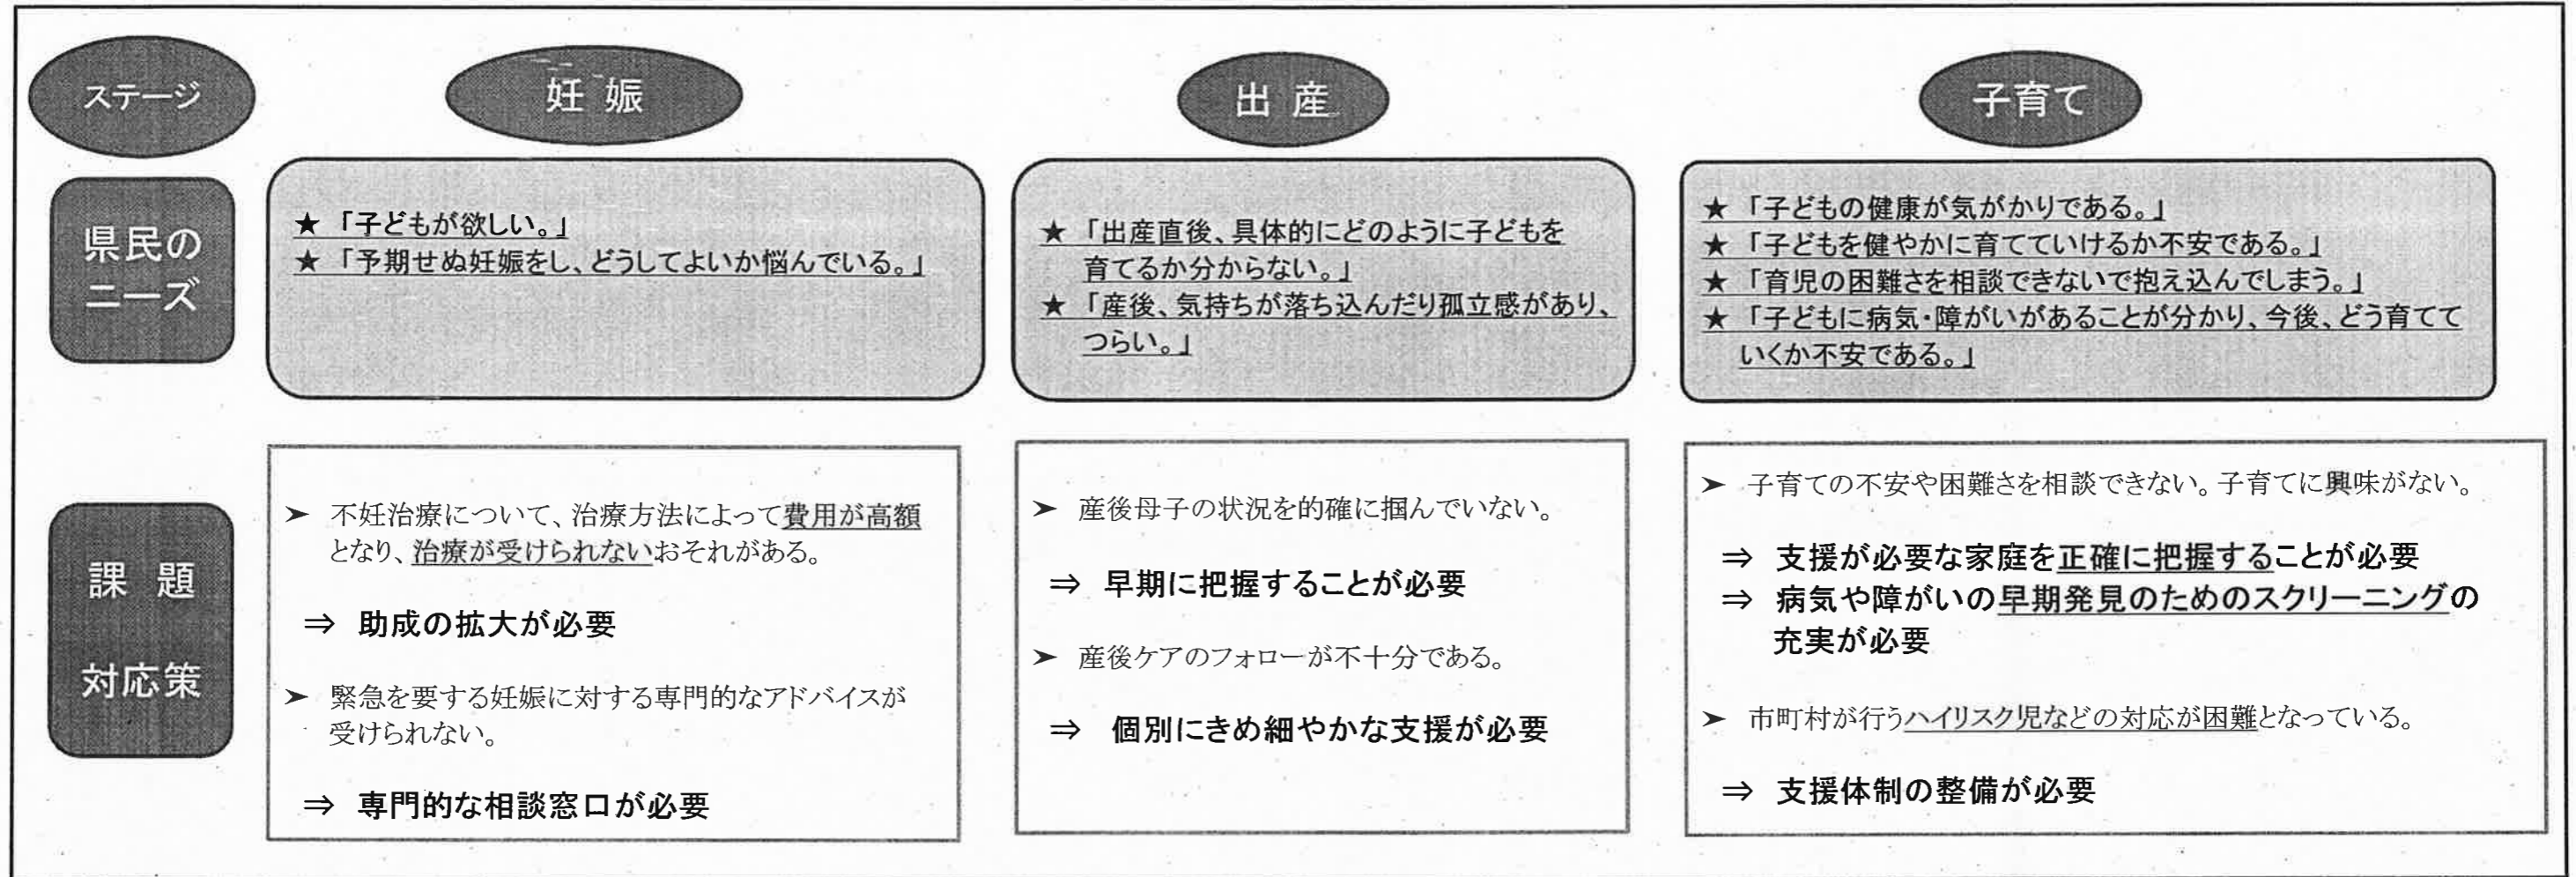 ステージ
妊娠
出産
子育て
県民の
ニーズ
★ 「子どもが欲しい。」
★ 「予期せぬ妊娠をし、どうしてよいか悩んでいる。」
★ 「出産直後、具体的にどのように子どもを
育てるか分からない。」
★ 「産後、気持ちが落ち込んだり孤立感があり、
つらい。」
★ 「子どもの健康が気がかりである。」
★ 「子どもを健やかに育てていけるか不安である。」
★ 「育児の困難さを相談できないで抱え込んでしまう。」
★ 「子どもに病気・障がいがあることが分かり、今後、どう育てて
いくか不安である。」
課題
対応策
➤ 不妊治療について、治療方法によって費用が高額
となり、治療が受けられないおそれがある。
⇒ 助成の拡大が必要
➤ 緊急を要する妊娠に対する専門的なアドバイスが
受けられない。
⇒ 専門的な相談窓口が必要
➤ 産後母子の状況を的確に掴んでいない。
⇒ 早期に把握することが必要
➤ 産後ケアのフォローが不十分である。
⇒ 個別にきめ細やかな支援が必要
➤ 子育ての不安や困難さを相談できない。子育てに興味がない。
⇒ 支援が必要な家庭を正確に把握することが必要
⇒ 病気や障がいの早期発見のためのスクリーニングの
充実が必要
➤ 市町村が行うハイリスク児などの対応が困難となっている。
⇒ 支援体制の整備が必要